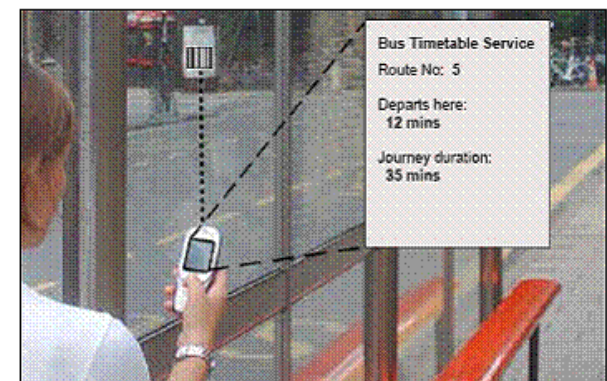 Bus Timetable Service
Route No: 5
Departs here:
12 mins
Journey duration:
35 mins